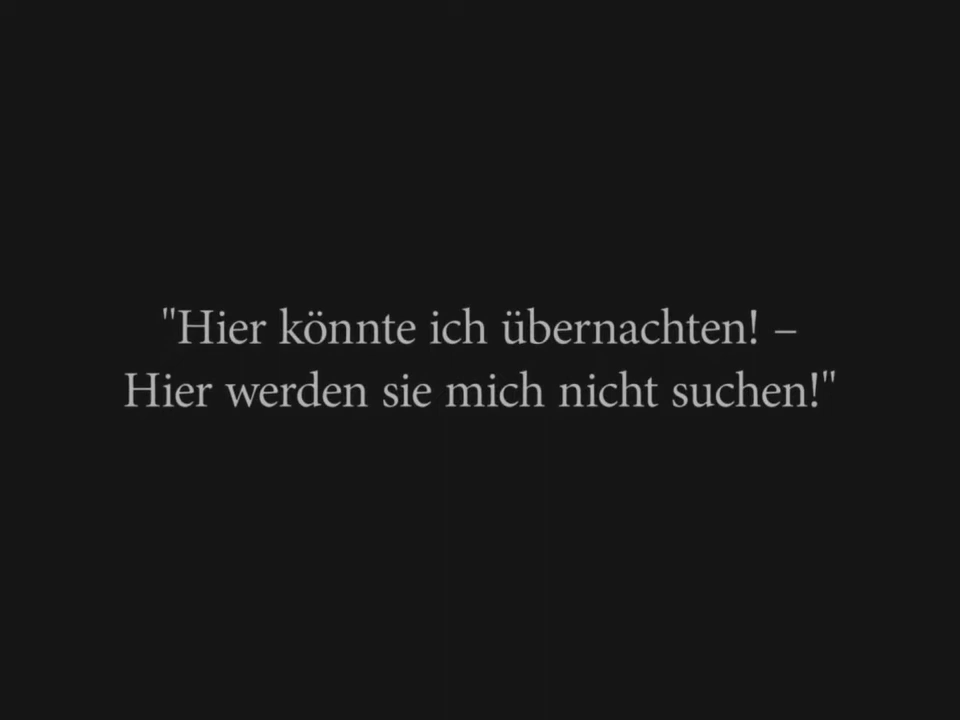 "Hier könnte ich übernachten! –
Hier werden sie mich nicht suchen!"